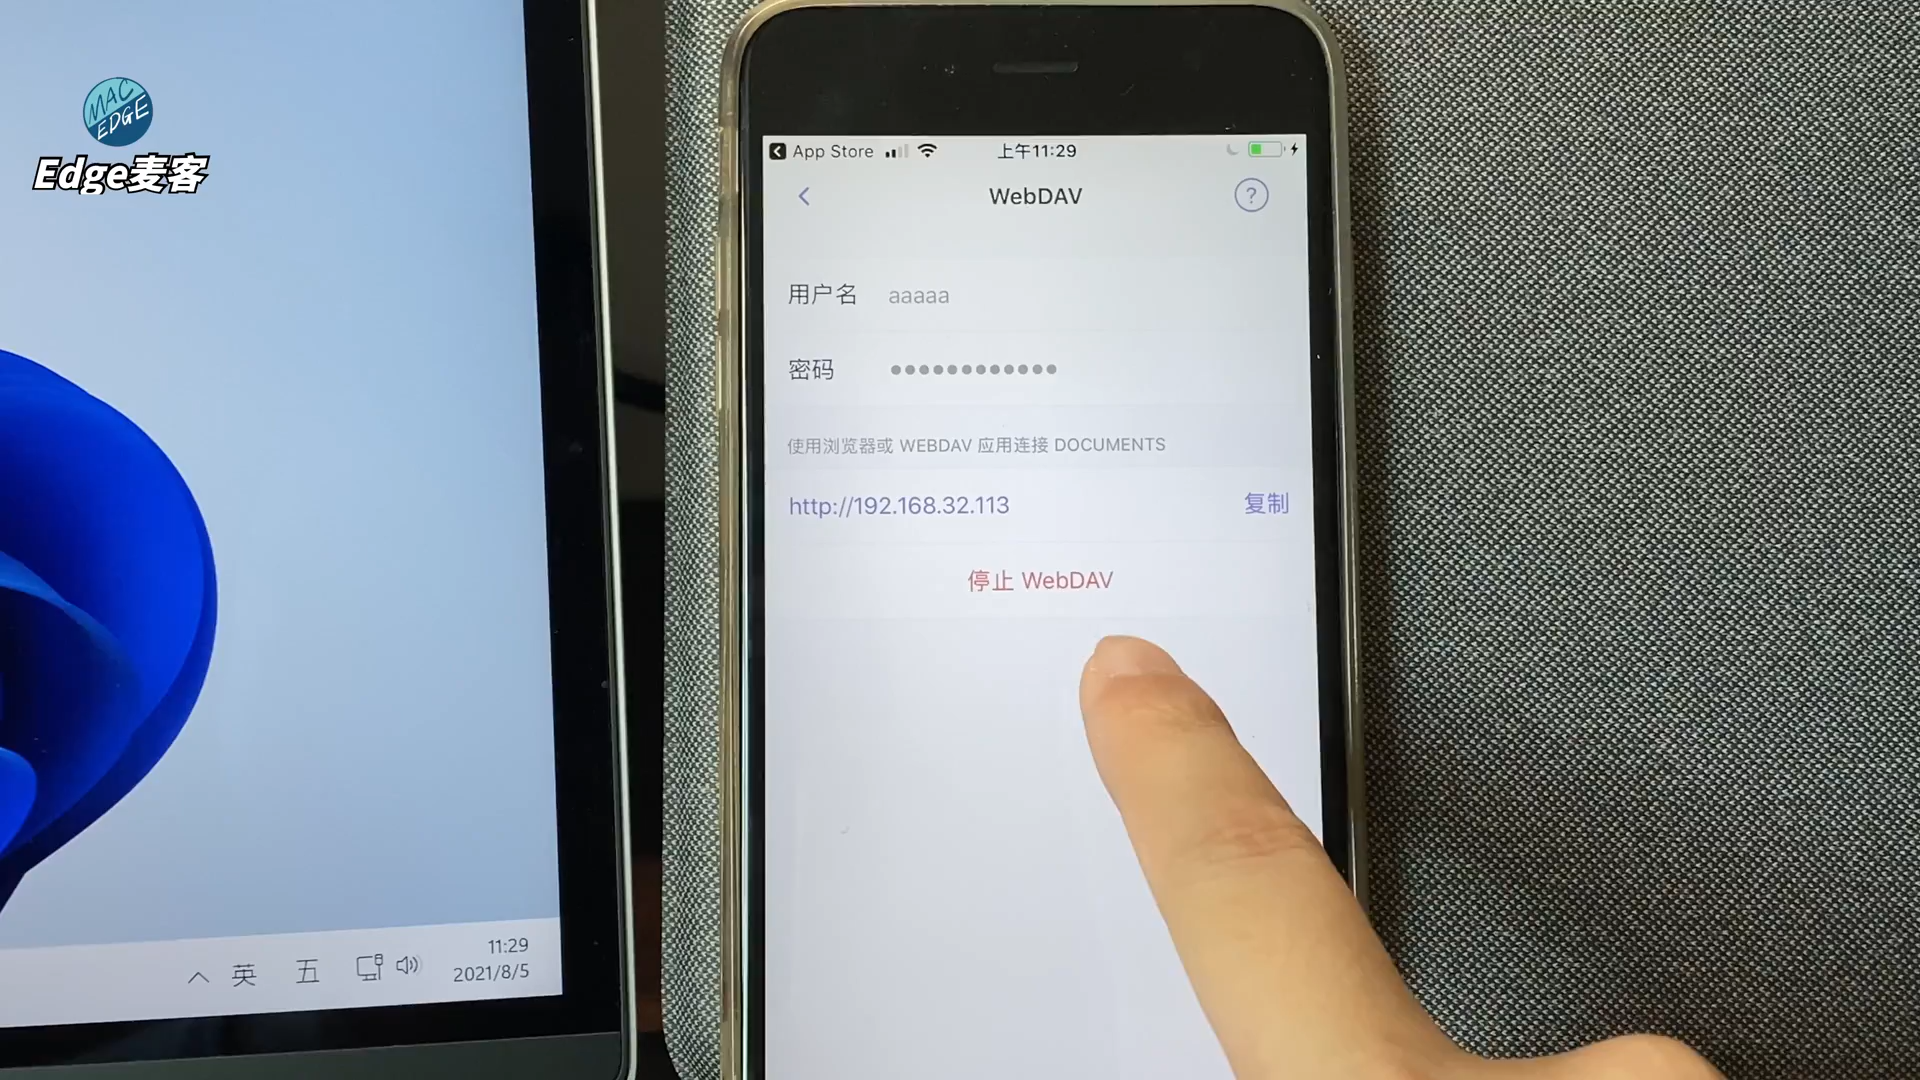 MAC
EDGE
Edge麦客
App Store
上午11:29
WebDAV
?
用户名 aaaaa
密码 ••••••••••••
使用浏览器或 WEBDAV 应用连接 DOCUMENTS
http://192.168.32.113 复制
停止 WebDAV
英 五 11:29
2021/8/5